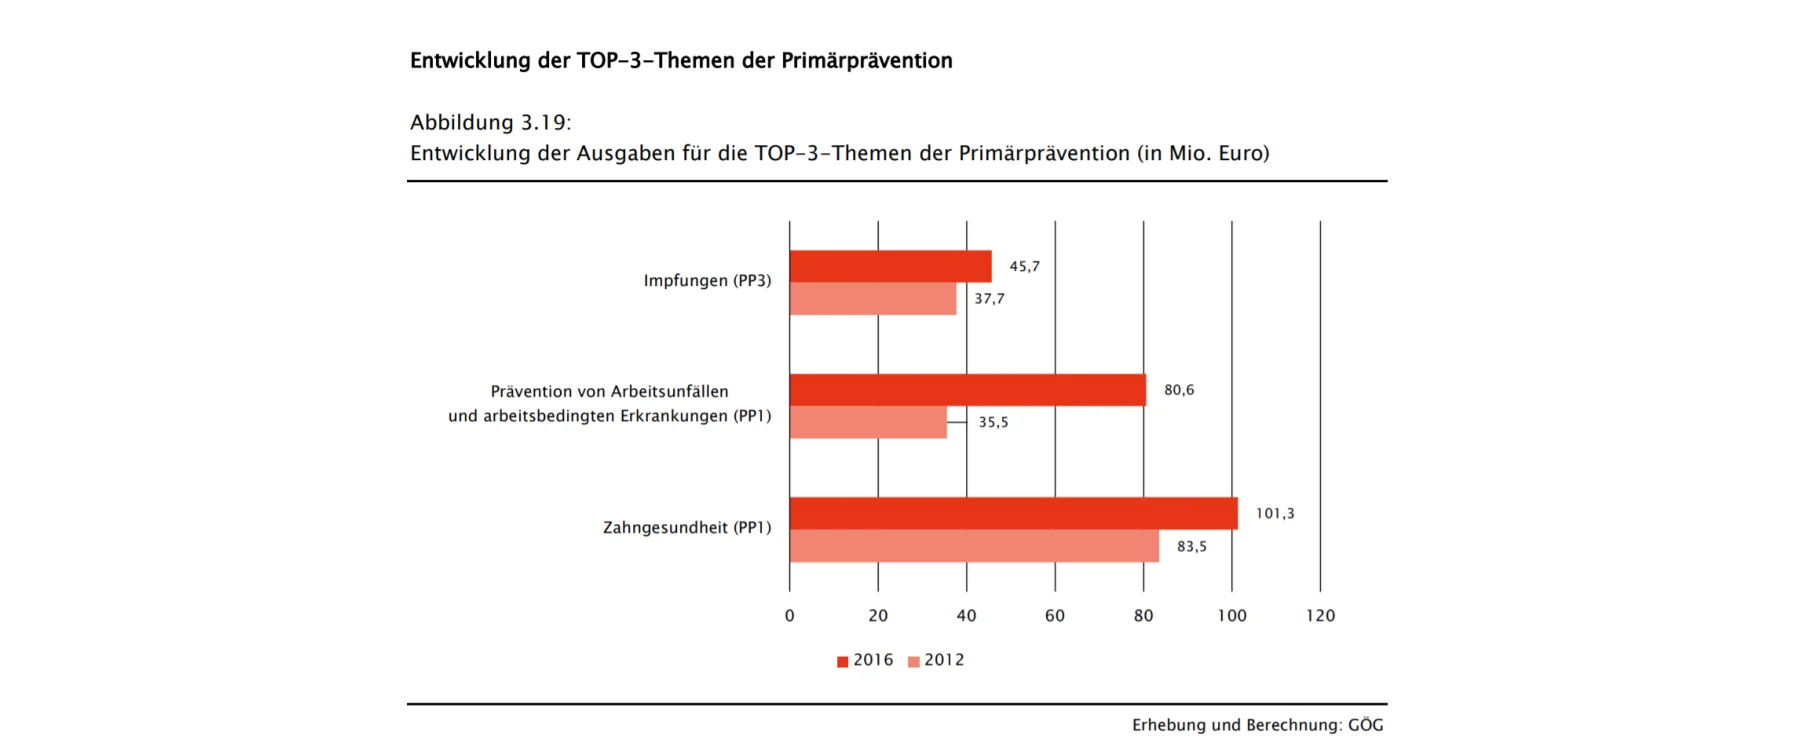 Entwicklung der TOP-3-Themen der Primärprävention
Abbildung 3.19:
Entwicklung der Ausgaben für die TOP-3-Themen der Primärprävention (in Mio. Euro)
Impfungen (PP3)
45,7
37,7
Prävention von Arbeitsunfällen
und arbeitsbedingten Erkrankungen (PP1)
80,6
35,5
Zahngesundheit (PP1)
101,3
83,5
0 20 40 60 80 100 120
2016 2012
Erhebung und Berechnung: GÖG